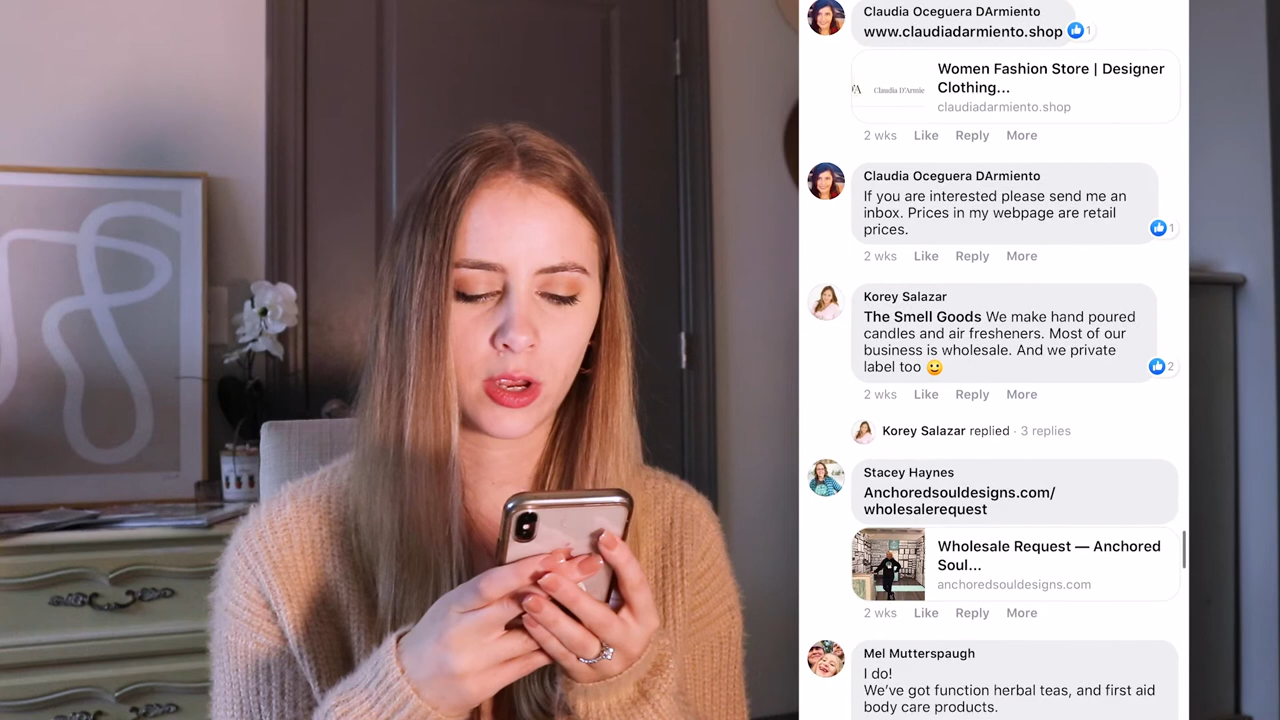 Claudia Oceguera DArmiento
www.claudiadarmiento.shop
1
Women Fashion Store | Designer
Clothing...
Claudia D'Armie
claudiadarmiento.shop
2 wks Like Reply More
Claudia Oceguera DArmiento
If you are interested please send me an
inbox. Prices in my webpage are retail
prices.
1
2 wks Like Reply More
Korey Salazar
The Smell Goods We make hand poured
candles and air fresheners. Most of our
business is wholesale. And we private
label too 😀
2
2 wks Like Reply More
Korey Salazar replied · 3 replies
Stacey Haynes
Anchoredsouldesigns.com/
wholesalerequest
Wholesale Request — Anchored
Soul...
anchoredsouldesigns.com
2 wks Like Reply More
Mel Mutterspaugh
I do!
We've got function herbal teas, and first aid
body care products.